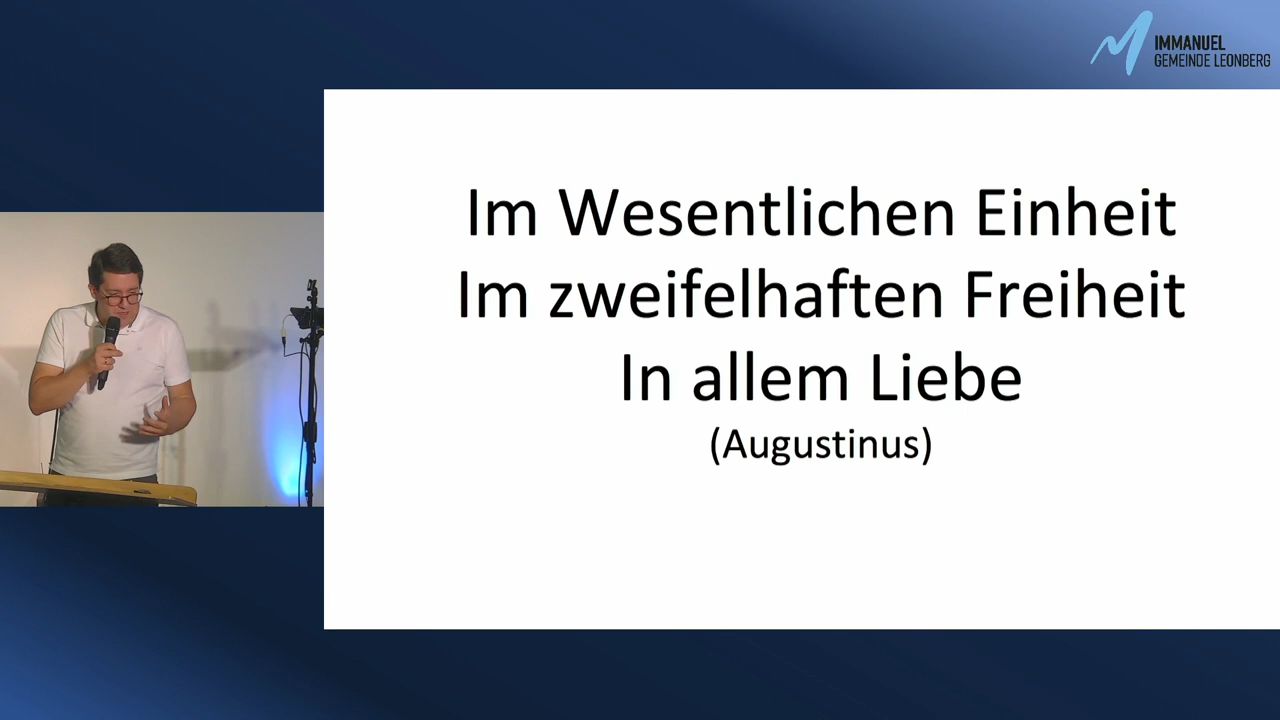 IMMANUEL
GEMEINDE LEONBERG
Im Wesentlichen Einheit
Im zweifelhaften Freiheit
In allem Liebe
(Augustinus)